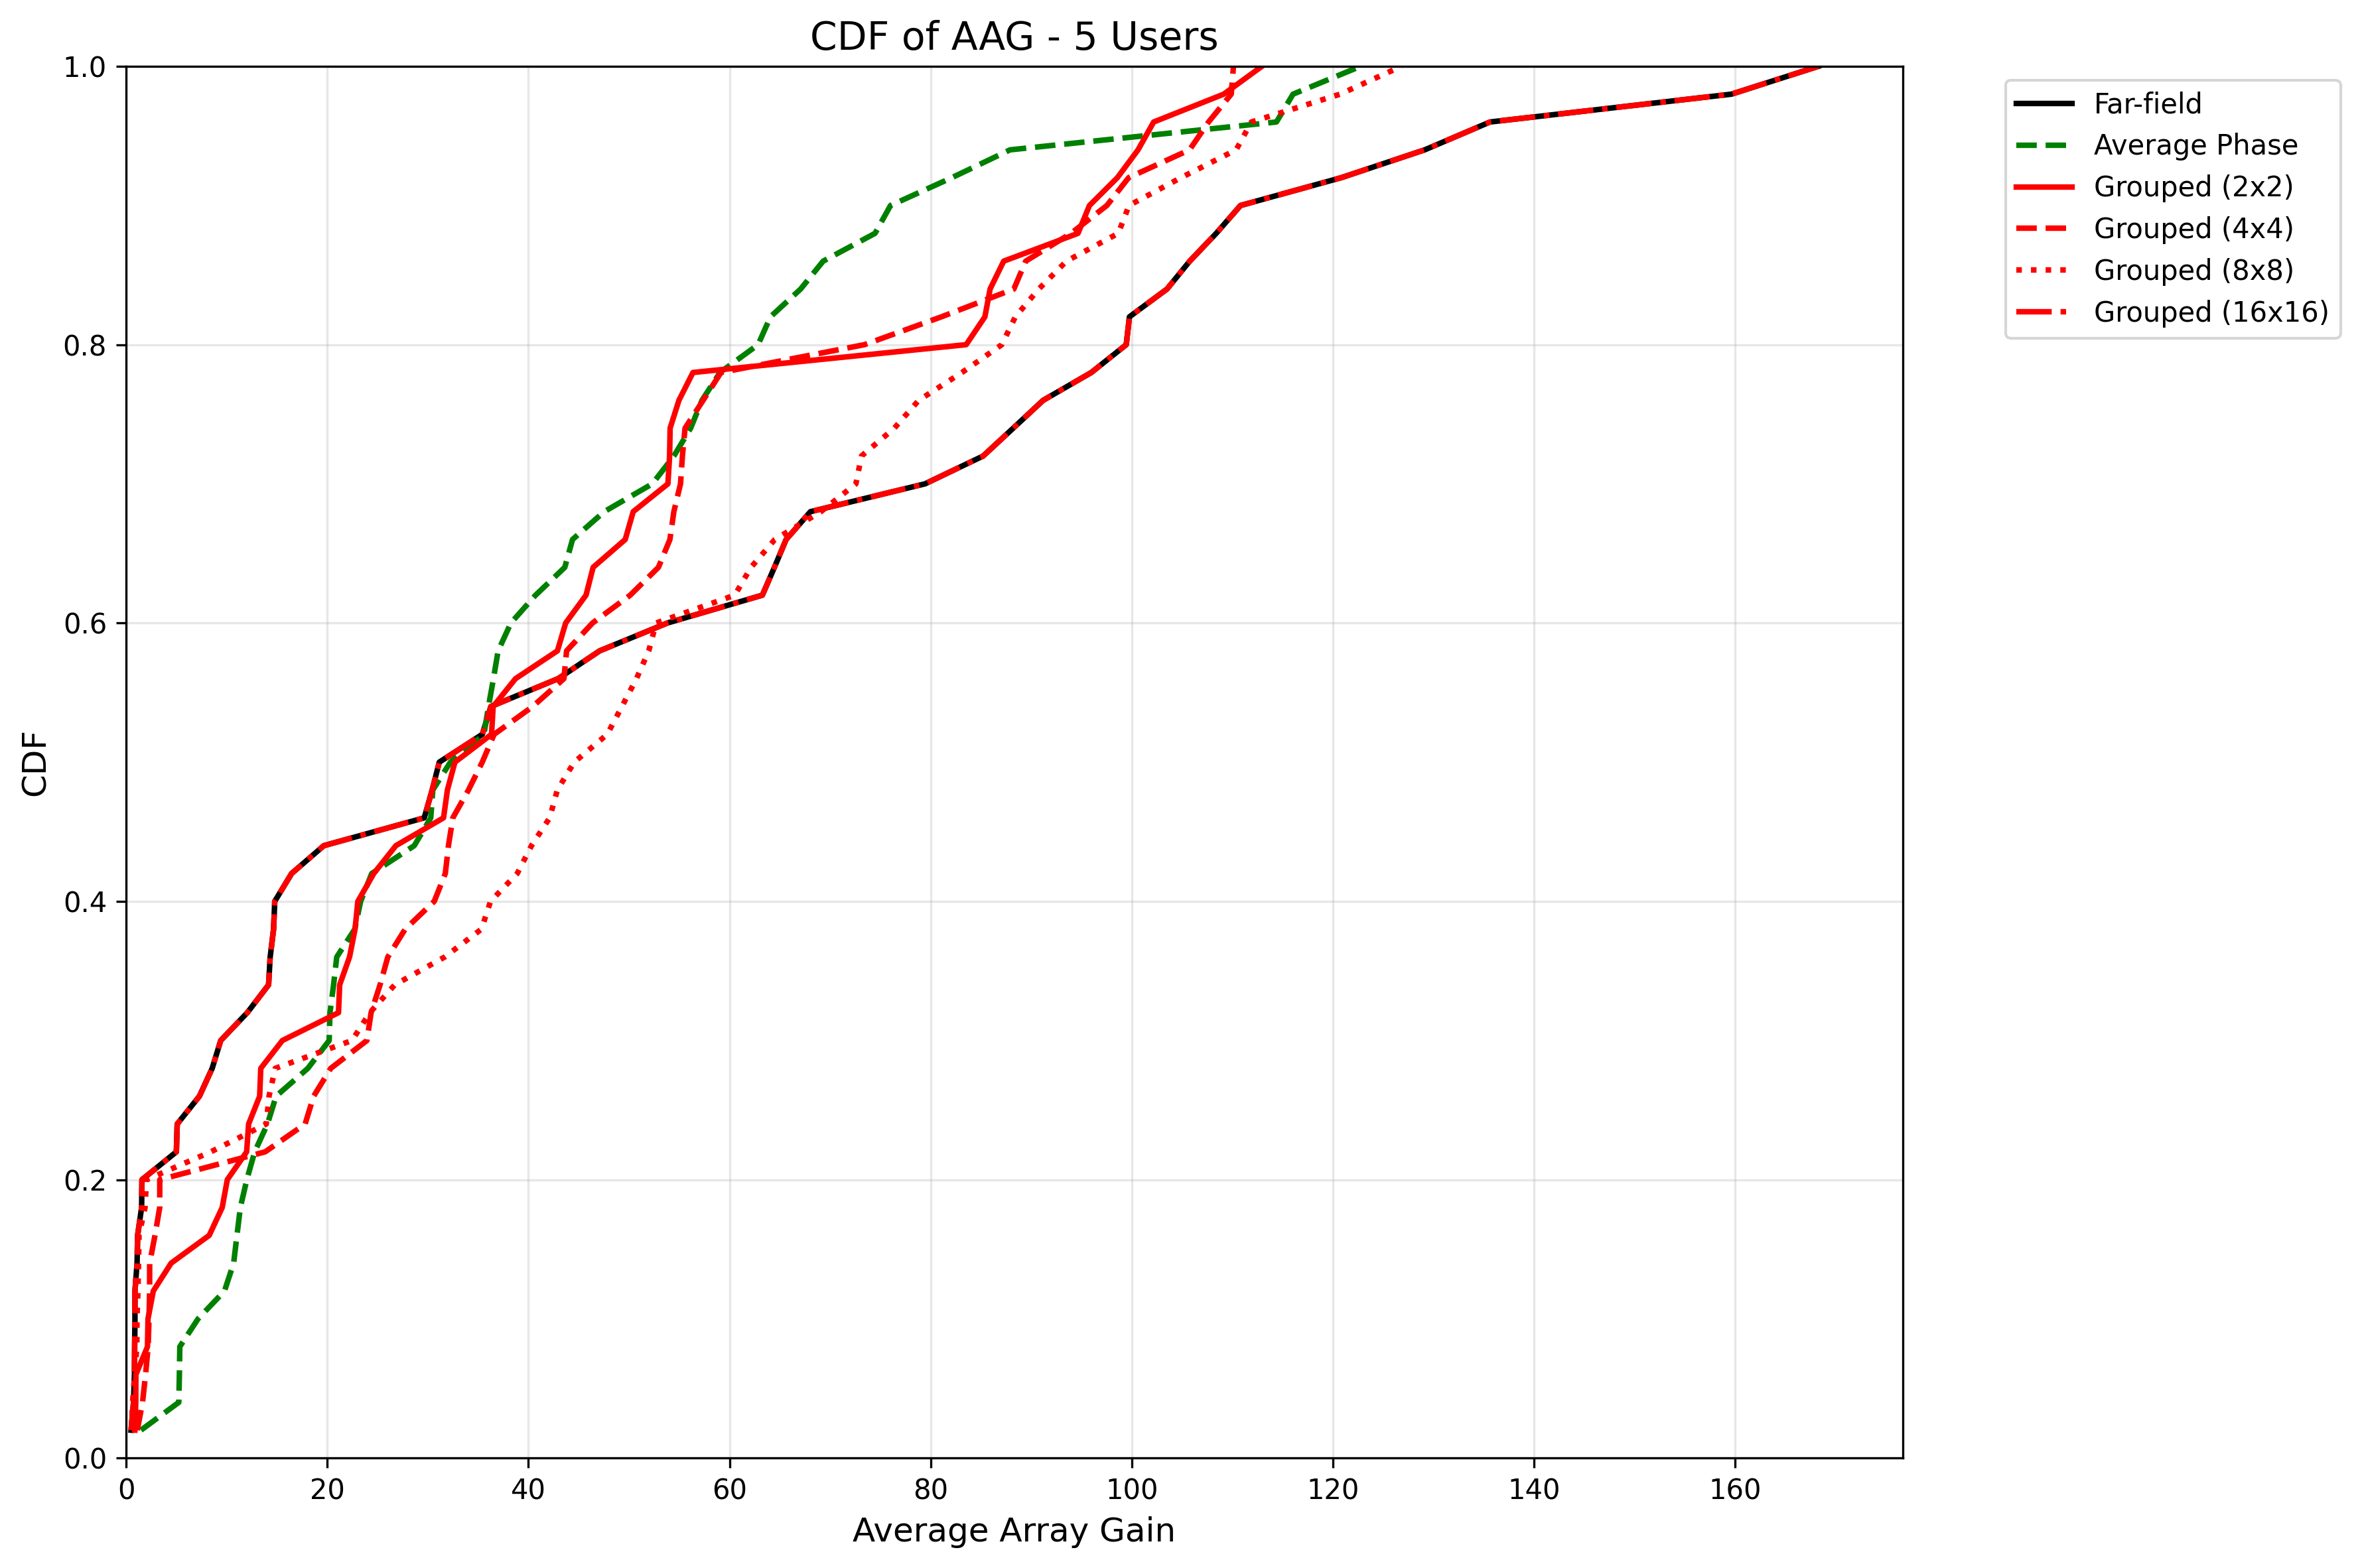 CDF of AAG - 5 Users
1.0
0.8
0.6
0.4
0.2
0.0
CDF
0 20 40 60 80 100 120 140 160
Average Array Gain
Far-field
Average Phase
Grouped (2x2)
Grouped (4x4)
Grouped (8x8)
Grouped (16x16)